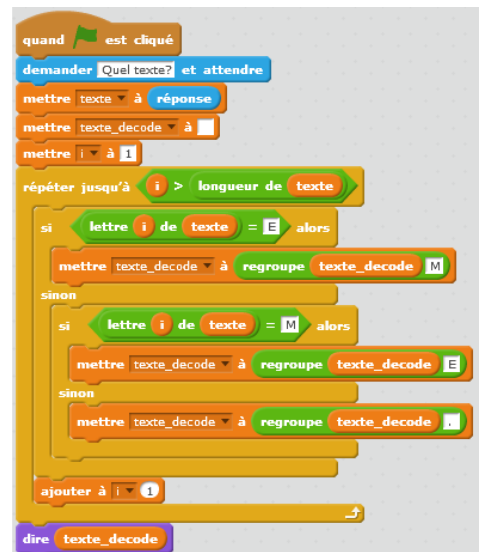 quand est cliqué
demander Quel texte? et attendre
mettre texte à réponse
mettre texte_decode à
mettre i à 1
répéter jusqu'à i > longueur de texte
si lettre i de texte = E alors
mettre texte_decode à regroupe texte_decode M
sinon
si lettre i de texte = M alors
mettre texte_decode à regroupe texte_decode E
sinon
mettre texte_decode à regroupe texte_decode .
ajouter à i 1
dire texte_decode